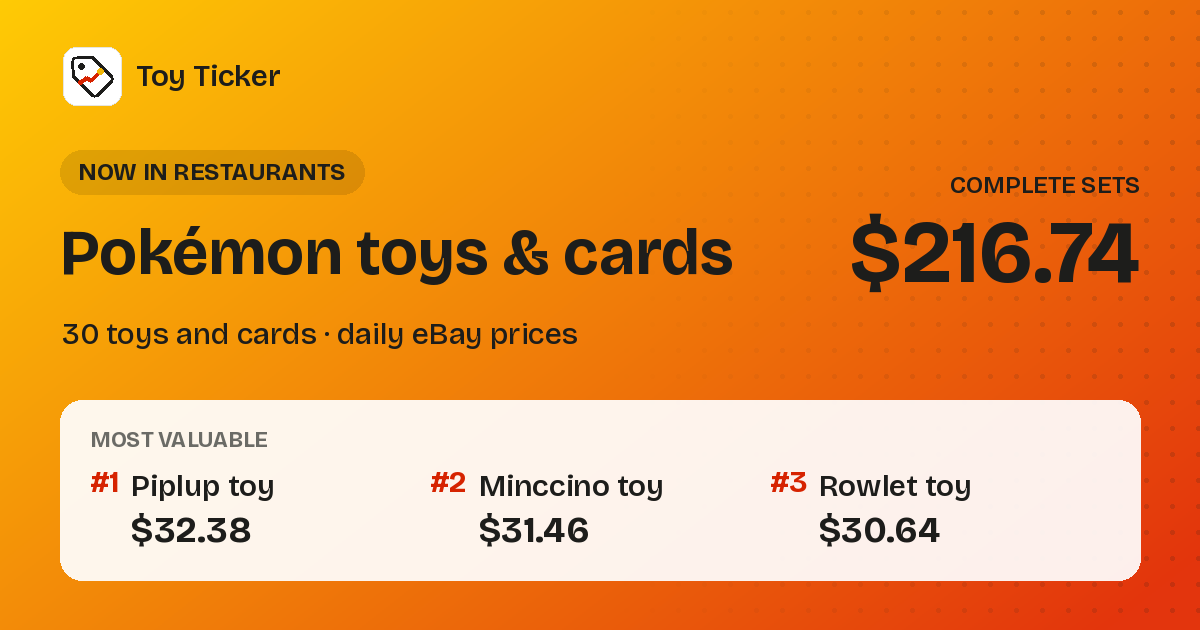 Toy Ticker
NOW IN RESTAURANTS
Pokémon toys & cards
30 toys and cards · daily eBay prices
COMPLETE SETS
$216.74
MOST VALUABLE
#1 Piplup toy
$32.38
#2 Minccino toy
$31.46
#3 Rowlet toy
$30.64